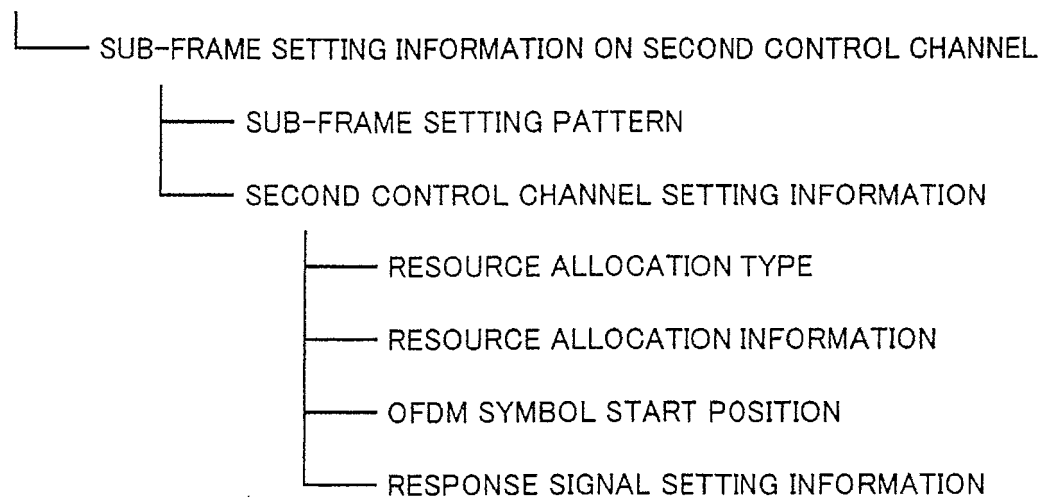 SUB-FRAME SETTING INFORMATION ON SECOND CONTROL CHANNEL
SUB-FRAME SETTING PATTERN
SECOND CONTROL CHANNEL SETTING INFORMATION
RESOURCE ALLOCATION TYPE
RESOURCE ALLOCATION INFORMATION
OFDM SYMBOL START POSITION
RESPONSE SIGNAL SETTING INFORMATION